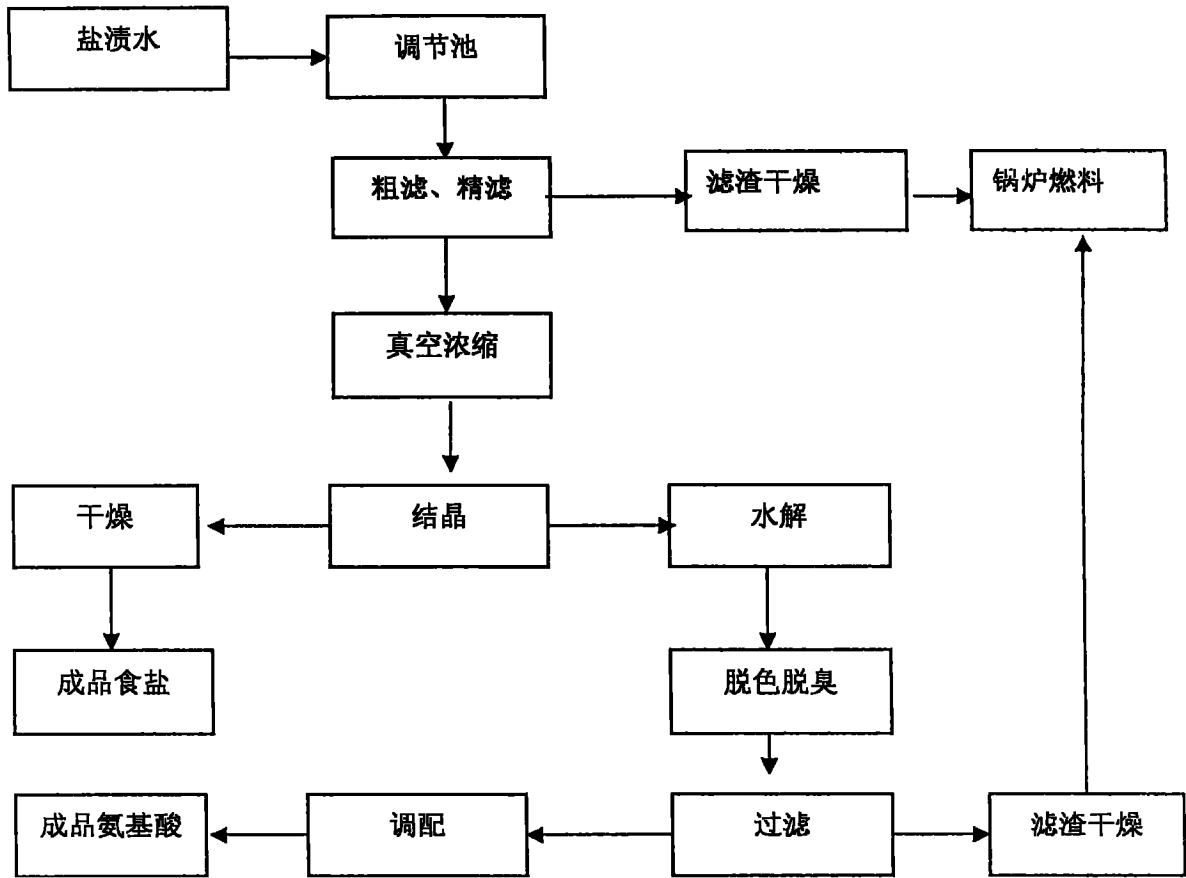 盐渍水
调节池
粗滤、精滤
滤渣干燥
锅炉燃料
真空浓缩
干燥
结晶
水解
成品食盐
脱色脱臭
成品氨基酸
调配
过滤
滤渣干燥